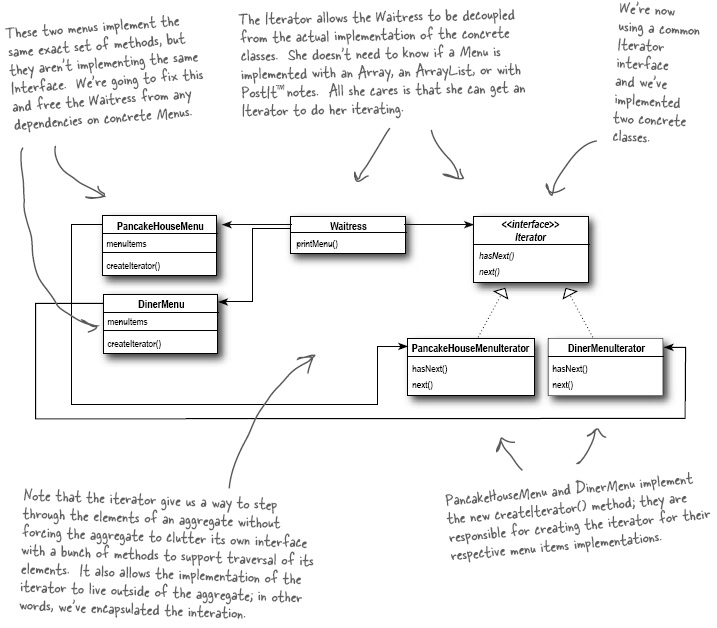 These two menus implement the
same exact set of methods, but
they aren't implementing the same
Interface. We're going to fix this
and free the Waitress from any
dependencies on concrete Menus.
The Iterator allows the Waitress to be decoupled
from the actual implementation of the concrete
classes. She doesn't need to know if a Menu is
implemented with an Array, an ArrayList, or with
PostIt™ notes. All she cares is that she can get an
Iterator to do her iterating.
We're now
using a common
Iterator
interface
and we've
implemented
two concrete
classes.
PancakeHouseMenu
menuItems
createIterator()
Waitress
printMenu()
<<interface>>
Iterator
hasNext()
next()
DinerMenu
menuItems
createIterator()
PancakeHouseMenuIterator
hasNext()
next()
DinerMenuIterator
hasNext()
next()
Note that the iterator give us a way to step
through the elements of an aggregate without
forcing the aggregate to clutter its own interface
with a bunch of methods to support traversal of its
elements. It also allows the implementation of the
iterator to live outside of the aggregate; in other
words, we've encapsulated the interation.
PancakeHouseMenu and DinerMenu implement
the new createIterator() method; they are
responsible for creating the iterator for their
respective menu items implementations.